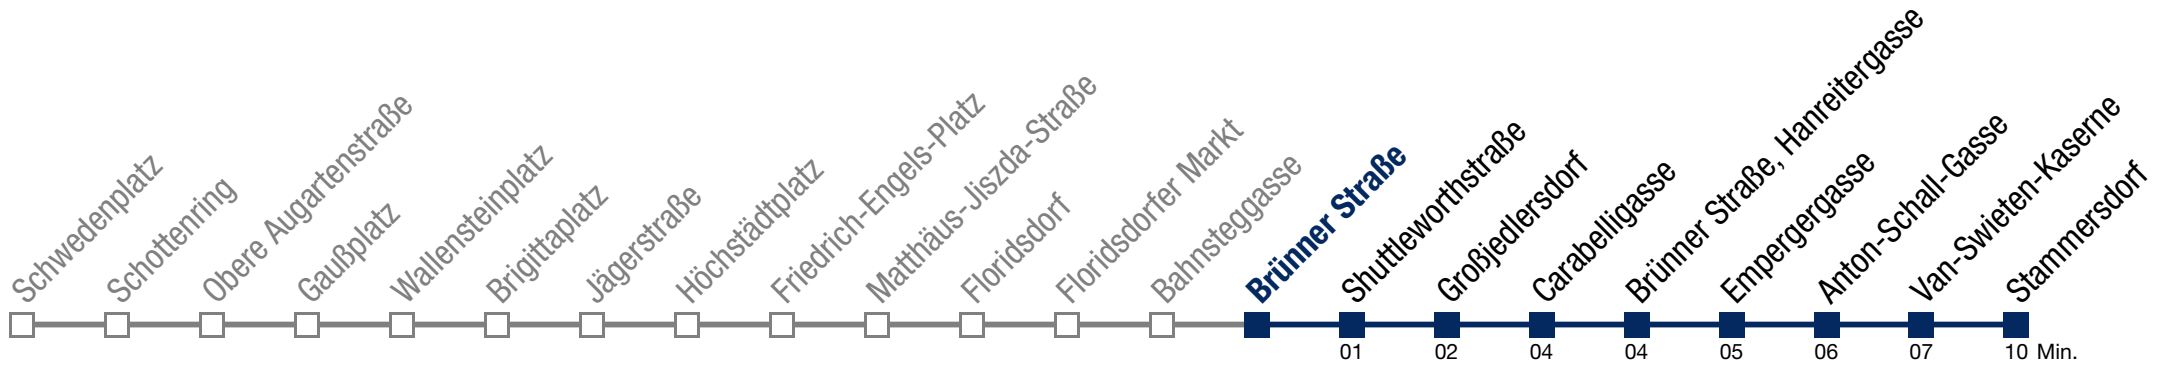 Schwedenplatz
Schottenring
Obere Augartenstraße
Gaußplatz
Wallensteinplatz
Brigittaplatz
Jägerstraße
Höchstädtplatz
Friedrich-Engels-Platz
Matthäus-Jiszda-Straße
Floridsdorf
Floridsdorfer Markt
Bahnsteggasse
Brünner Straße
Shuttleworthstraße
Großjedlersdorf
Carabelligasse
Brünner Straße, Hanreitergasse
Empergergasse
Anton-Schall-Gasse
Van-Swieten-Kaserne
Stammersdorf
01 02 04 04 05 06 07 10 Min.